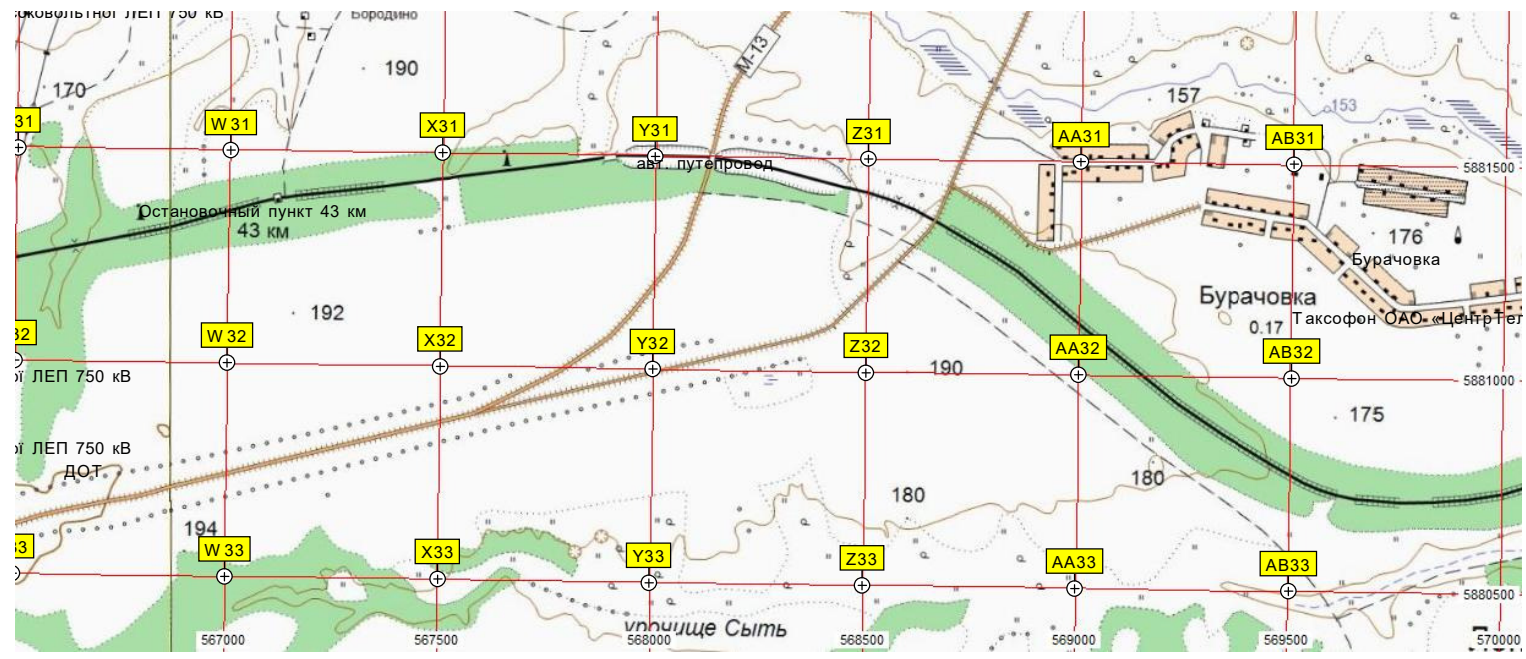 соковольтной ЛЕП 750 кВ
Бородино
М-13
170
190
157
153
31
W 31
X31
Y31
Z31
AA31
AB31
авт. путепровод
5881500
Остановочный пункт 43 км
43 км
176
Бурачовка
Бурачовка
0.17
Таксофон ОАО «ЦентрТел
192
32
W 32
X32
Y32
Z32
AA32
AB32
ой ЛЕП 750 кВ
190
5881000
175
ой ЛЕП 750 кВ
ДОТ
180
180
194
33
W 33
X33
Y33
Z33
AA33
AB33
5880500
урочище Сыть
567000
567500
568000
568500
569000
569500
570000